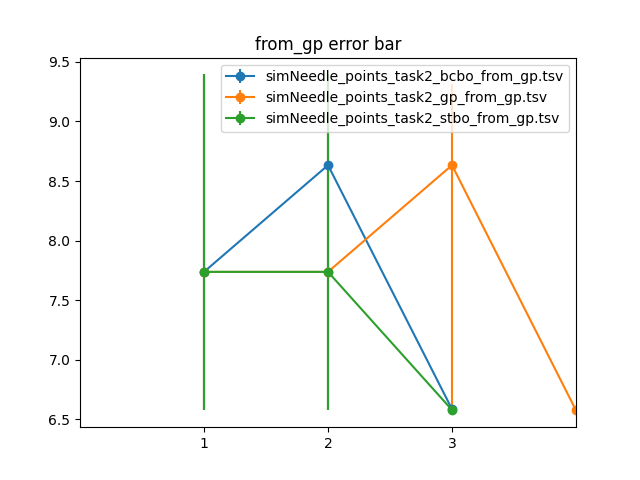 from_gp error bar
simNeedle_points_task2_bcbo_from_gp.tsv
simNeedle_points_task2_gp_from_gp.tsv
simNeedle_points_task2_stbo_from_gp.tsv
9.5
9.0
8.5
8.0
7.5
7.0
6.5
1 2 3